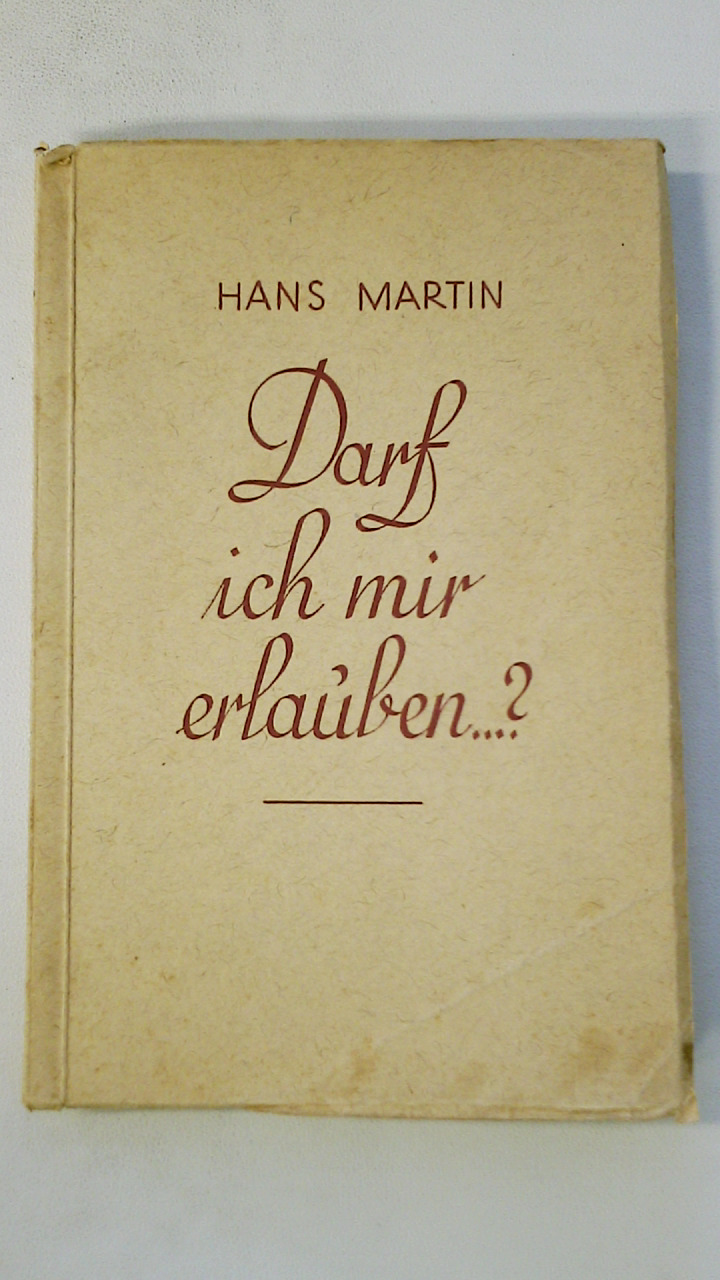 HANS MARTIN
Darf
ich mir
erlauben....?